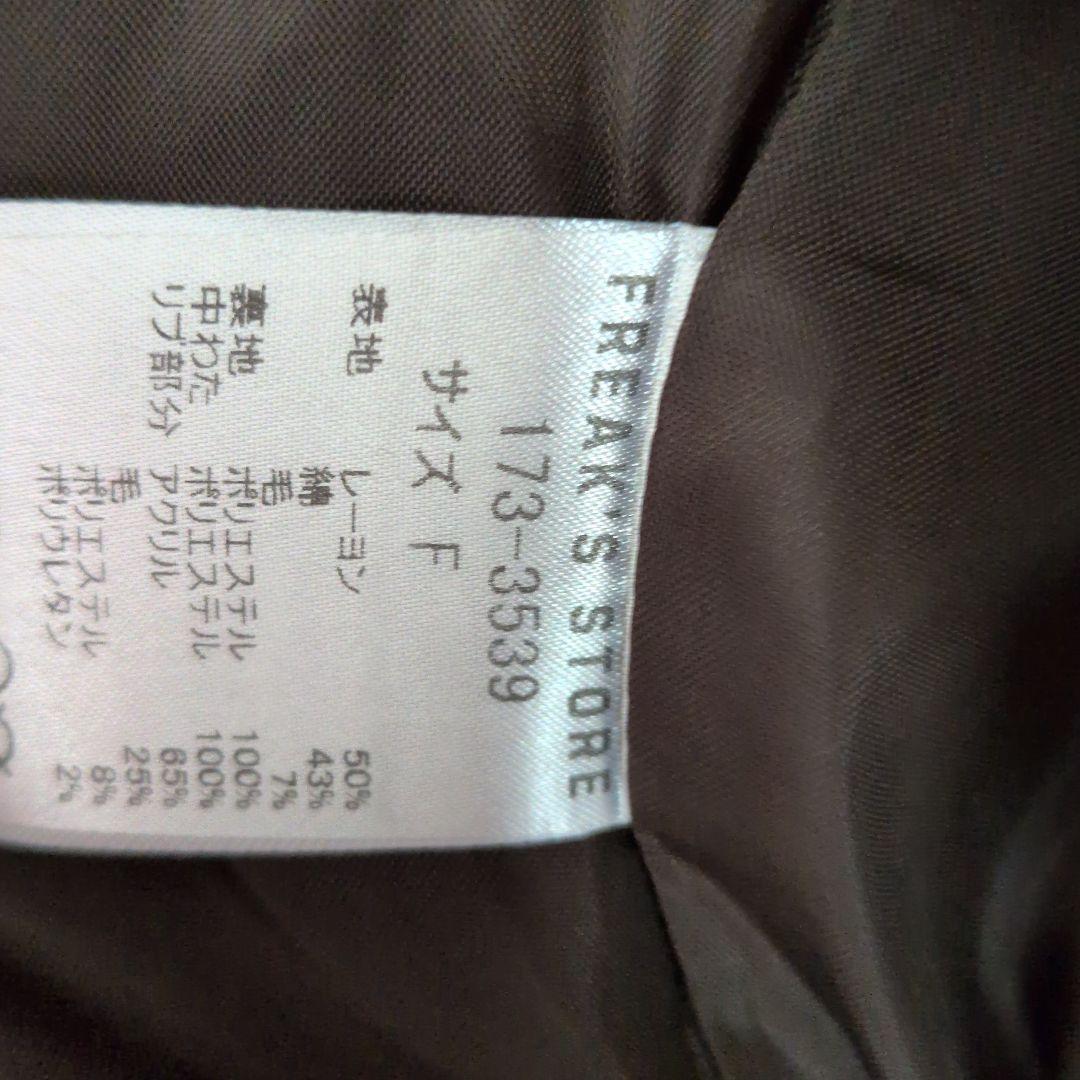 FREAK'S STORE
173-3539
サイズ F
表地 レーヨン 50%
綿 43%
毛 7%
裏地 ポリエステル 100%
中わた ポリエステル 100%
リブ部分 アクリル 65%
毛 25%
ポリエステル 8%
ポリウレタン 2%